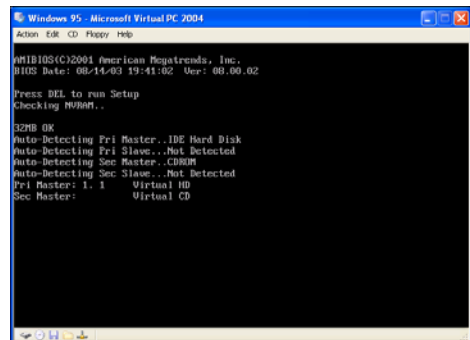 Windows 95 - Microsoft Virtual PC 2004
Action Edit CD Floppy Help
AMIBIOS(C)2001 American Megatrends, Inc.
BIOS Date: 08/14/03 19:41:02 Ver: 08.00.02
Press DEL to run Setup
Checking NVRAM..
32MB OK
Auto-Detecting Pri Master..IDE Hard Disk
Auto-Detecting Pri Slave...Not Detected
Auto-Detecting Sec Master..CDROM
Auto-Detecting Sec Slave...Not Detected
Pri Master: 1. 1 Virtual HD
Sec Master: Virtual CD